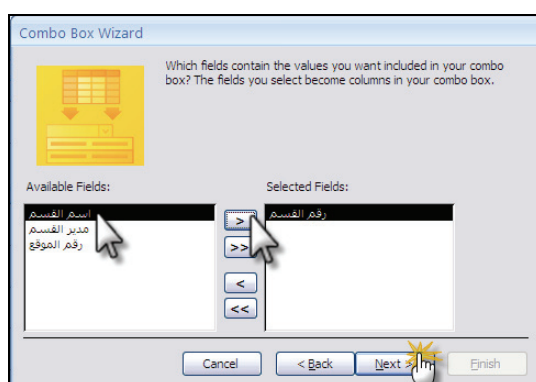 Combo Box Wizard
Which fields contain the values you want included in your combo
box? The fields you select become columns in your combo box.
Available Fields:
Selected Fields:
اسم القسم
مدير القسم
رقم الموقع
>
>>
<
<<
رقم القسم
Cancel
< Back
Next >
Finish